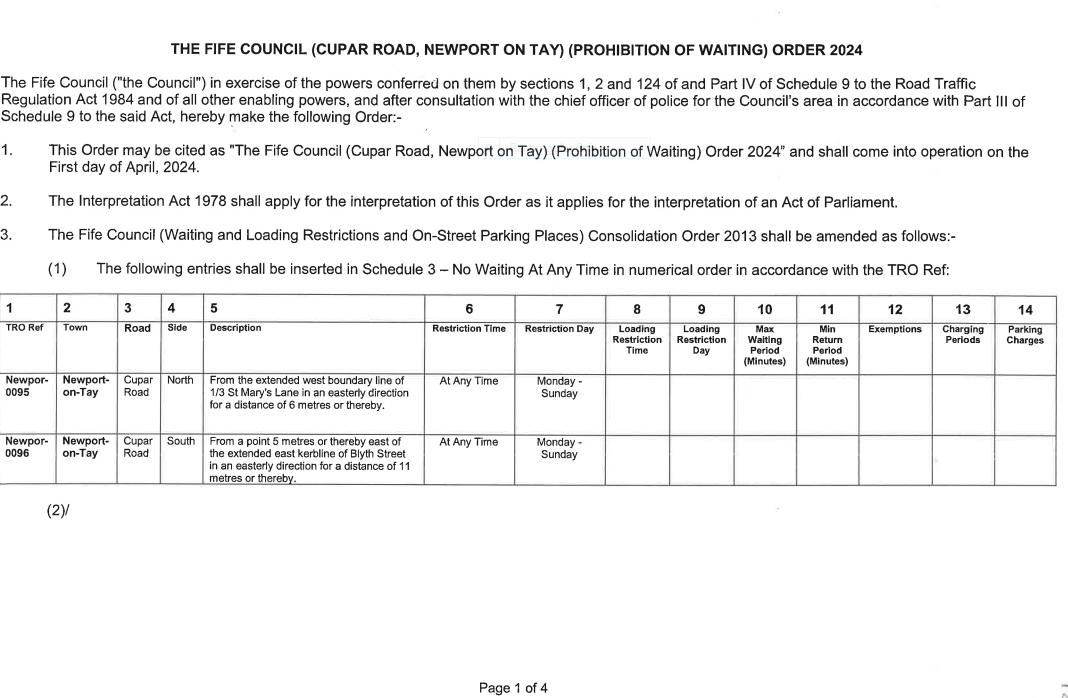 THE FIFE COUNCIL (CUPAR ROAD, NEWPORT ON TAY) (PROHIBITION OF WAITING) ORDER 2024
The Fife Council ("the Council") in exercise of the powers conferred on them by sections 1, 2 and 124 of and Part IV of Schedule 9 to the Road Traffic
Regulation Act 1984 and of all other enabling powers, and after consultation with the chief officer of police for the Council's area in accordance with Part III of
Schedule 9 to the said Act, hereby make the following Order:-
1. This Order may be cited as "The Fife Council (Cupar Road, Newport on Tay) (Prohibition of Waiting) Order 2024" and shall come into operation on the
First day of April, 2024.
2. The Interpretation Act 1978 shall apply for the interpretation of this Order as it applies for the interpretation of an Act of Parliament.
3. The Fife Council (Waiting and Loading Restrictions and On-Street Parking Places) Consolidation Order 2013 shall be amended as follows:-
(1) The following entries shall be inserted in Schedule 3 – No Waiting At Any Time in numerical order in accordance with the TRO Ref:
1 2 3 4 5 6 7 8 9 10 11 12 13 14
TRO Ref Town Road Side Description Restriction Time Restriction Day Loading Loading Max Min Exemptions Charging Parking
Restriction Restriction Waiting Return Periods Charges
Time Day Period Period
(Minutes) (Minutes)
Newpor- Newport- Cupar North From the extended west boundary line of At Any Time Monday -
0095 on-Tay Road 1/3 St Mary's Lane in an easterly direction Sunday
for a distance of 6 metres or thereby.
Newpor- Newport- Cupar South From a point 5 metres or thereby east of At Any Time Monday -
0096 on-Tay Road the extended east kerbline of Blyth Street Sunday
in an easterly direction for a distance of 11
metres or thereby.
(2)/
Page 1 of 4